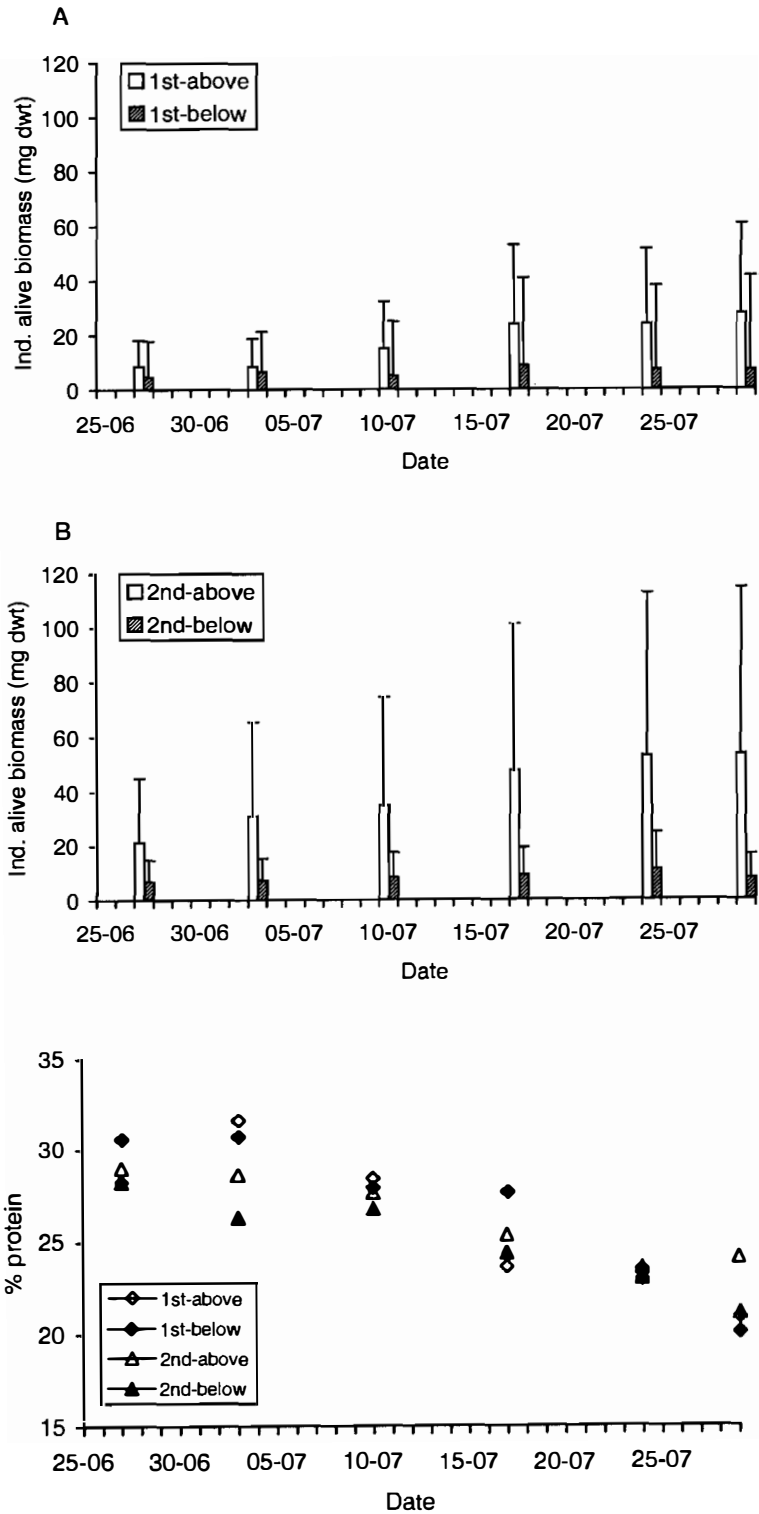 A
Ind. alive biomass (mg dwt)
120
100
80
60
40
20
0
1st-above
1st-below
25-06 30-06 05-07 10-07 15-07 20-07 25-07
Date
B
Ind. alive biomass (mg dwt)
120
100
80
60
40
20
0
2nd-above
2nd-below
25-06 30-06 05-07 10-07 15-07 20-07 25-07
Date
% protein
35
30
25
20
15
1st-above
1st-below
2nd-above
2nd-below
25-06 30-06 05-07 10-07 15-07 20-07 25-07
Date